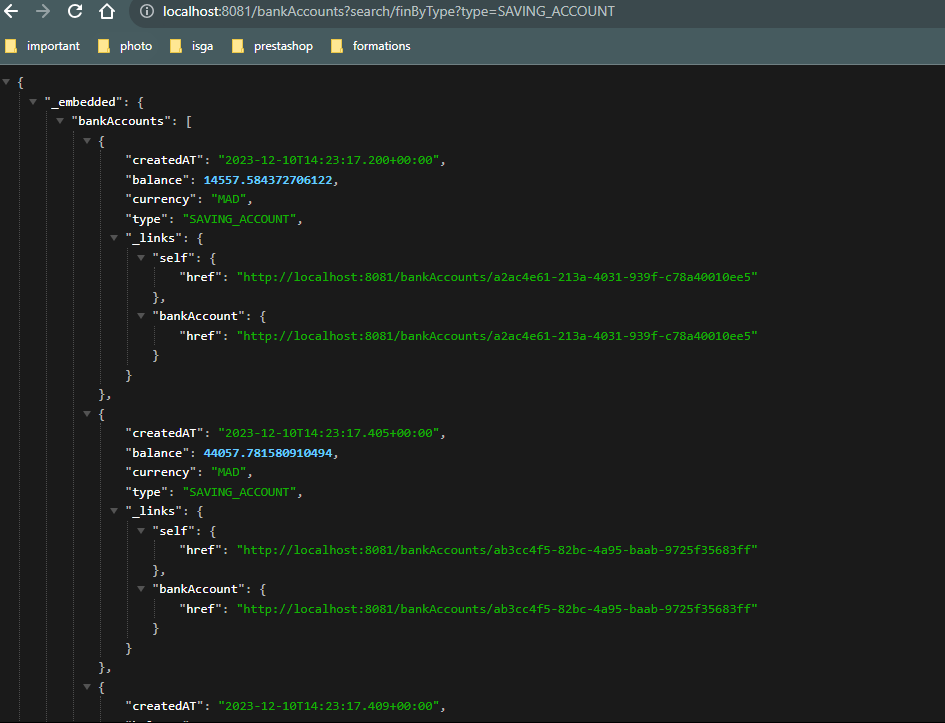 localhost:8081/bankAccounts?search/finByType?type=SAVING_ACCOUNT
important photo isga prestashop formations
{
"_embedded": {
"bankAccounts": [
{
"createdAT": "2023-12-10T14:23:17.200+00:00",
"balance": 14557.584372706122,
"currency": "MAD",
"type": "SAVING_ACCOUNT",
"_links": {
"self": {
"href": "http://localhost:8081/bankAccounts/a2ac4e61-213a-4031-939f-c78a40010ee5"
},
"bankAccount": {
"href": "http://localhost:8081/bankAccounts/a2ac4e61-213a-4031-939f-c78a40010ee5"
}
}
},
{
"createdAT": "2023-12-10T14:23:17.405+00:00",
"balance": 44057.781580910494,
"currency": "MAD",
"type": "SAVING_ACCOUNT",
"_links": {
"self": {
"href": "http://localhost:8081/bankAccounts/ab3cc4f5-82bc-4a95-baab-9725f35683ff"
},
"bankAccount": {
"href": "http://localhost:8081/bankAccounts/ab3cc4f5-82bc-4a95-baab-9725f35683ff"
}
}
},
{
"createdAT": "2023-12-10T14:23:17.409+00:00",